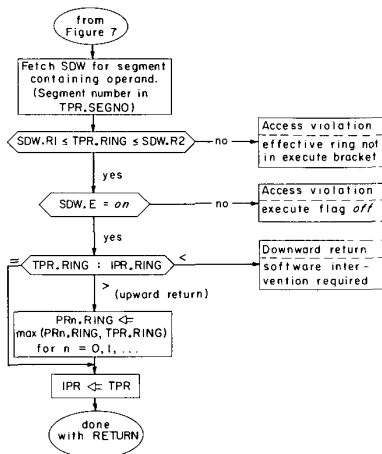 from
Figure 7
Fetch SDW for segment
containing operand.
(Segment number in
TPR.SEGNO)
SDW.R1 ≤ TPR.RING ≤ SDW.R2
no
Access violation
effective ring not
in execute bracket
yes
SDW.E = on
no
Access violation
execute flag off
yes
= TPR.RING : IPR.RING <
Downward return
software inter-
vention required
>
(upward return)
PRn.RING ⇐
max (PRn.RING, TPR.RING)
for n = 0, 1, ...
IPR ⇐ TPR
done
with RETURN